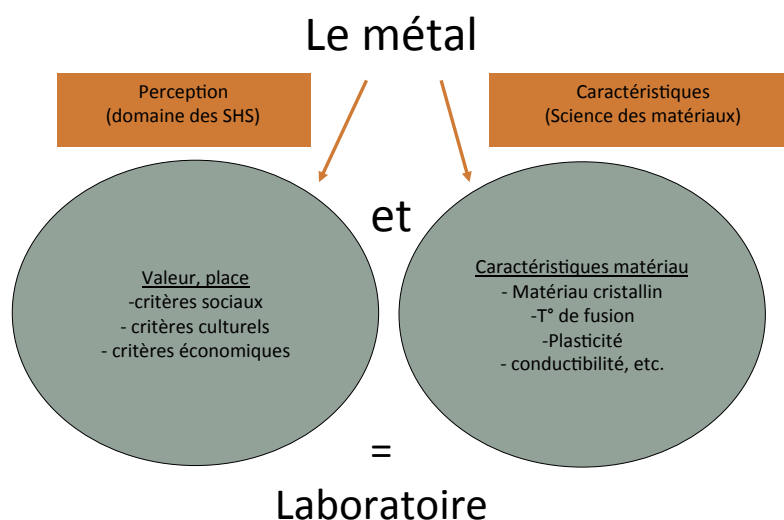 Le métal
Perception
(domaine des SHS)
Caractéristiques
(Science des matériaux)
et
Valeur, place
-critères sociaux
- critères culturels
- critères économiques
Caractéristiques matériau
- Matériau cristallin
-T° de fusion
-Plasticité
- conductibilité, etc.
=
Laboratoire